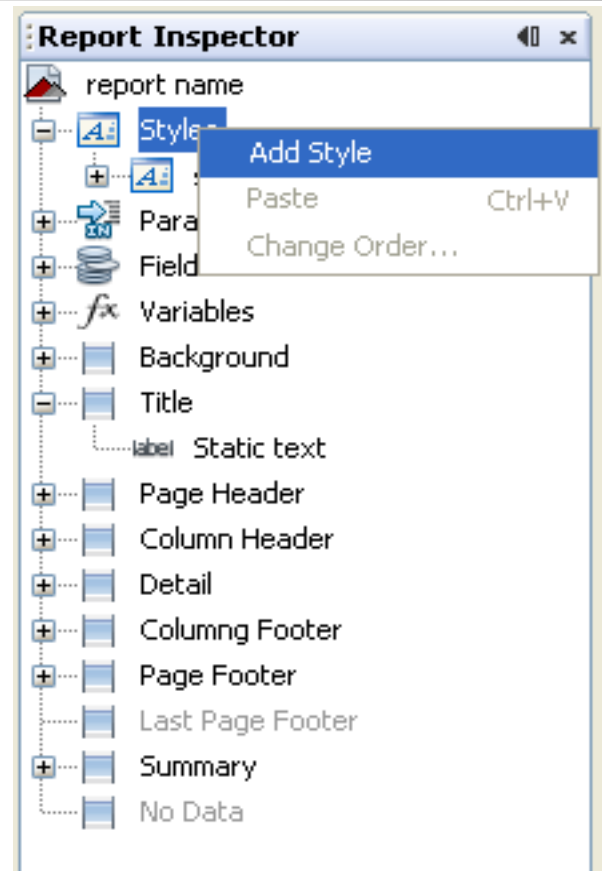 Report Inspector
report name
Styles
Add Style
Paste Ctrl+V
Para
Change Order...
Field
fx Variables
Background
Title
label Static text
Page Header
Column Header
Detail
Columng Footer
Page Footer
Last Page Footer
Summary
No Data